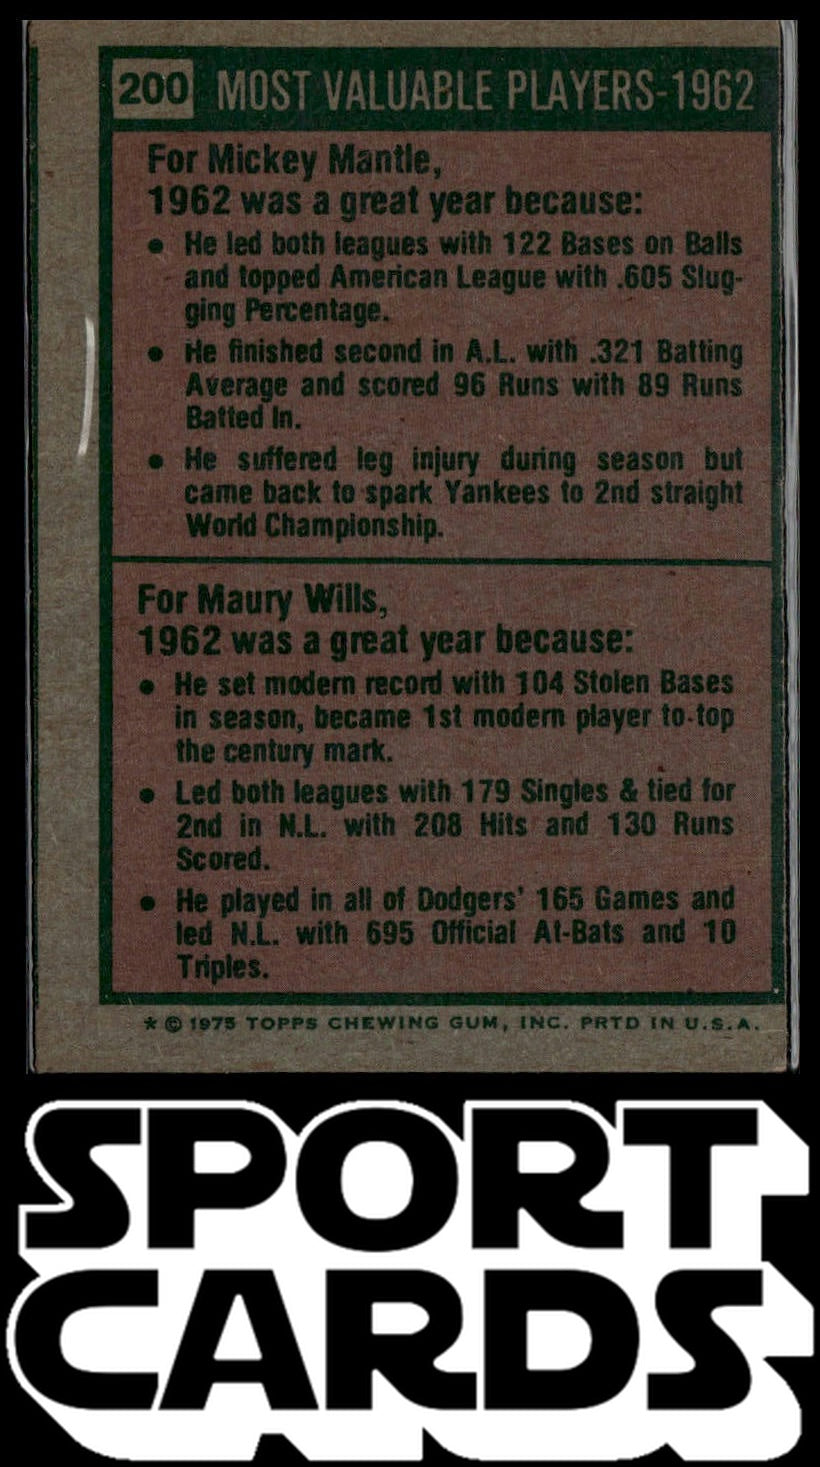 200 MOST VALUABLE PLAYERS-1962
For Mickey Mantle,
1962 was a great year because:
• He led both leagues with 122 Bases on Balls
and topped American League with .605 Slug-
ging Percentage.
• He finished second in A.L. with .321 Batting
Average and scored 96 Runs with 89 Runs
Batted In.
• He suffered leg injury during season but
came back to spark Yankees to 2nd straight
World Championship.
For Maury Wills,
1962 was a great year because:
• He set modern record with 104 Stolen Bases
in season, became 1st modern player to top
the century mark.
• Led both leagues with 179 Singles & tied for
2nd in N.L. with 208 Hits and 130 Runs
Scored.
• He played in all of Dodgers' 165 Games and
led N.L. with 695 Official At-Bats and 10
Triples.
* © 1975 TOPPS CHEWING GUM, INC. PRTD IN U.S.A.
SPORT
CARDS